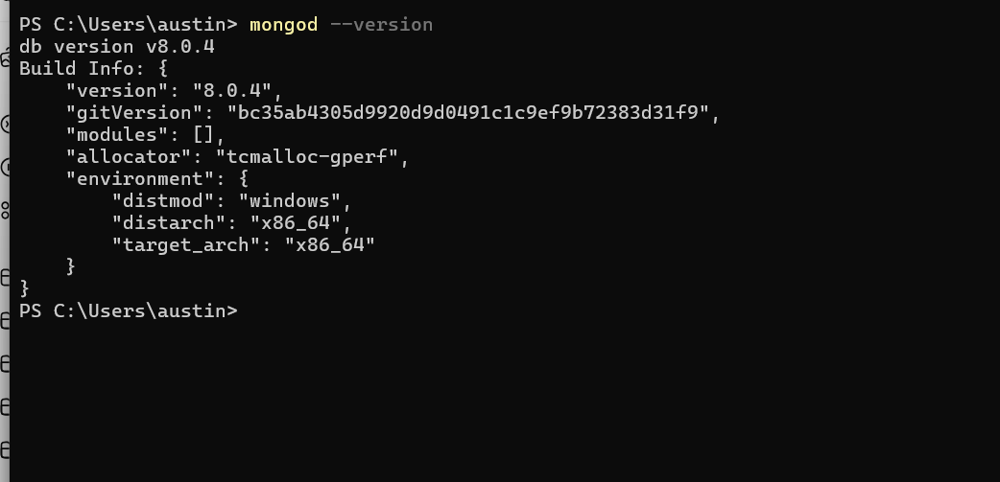 PS C:\Users\austin> mongod --version
db version v8.0.4
Build Info: {
    "version": "8.0.4",
    "gitVersion": "bc35ab4305d9920d9d0491c1c9ef9b72383d31f9",
    "modules": [],
    "allocator": "tcmalloc-gperf",
    "environment": {
        "distmod": "windows",
        "distarch": "x86_64",
        "target_arch": "x86_64"
    }
}
PS C:\Users\austin>